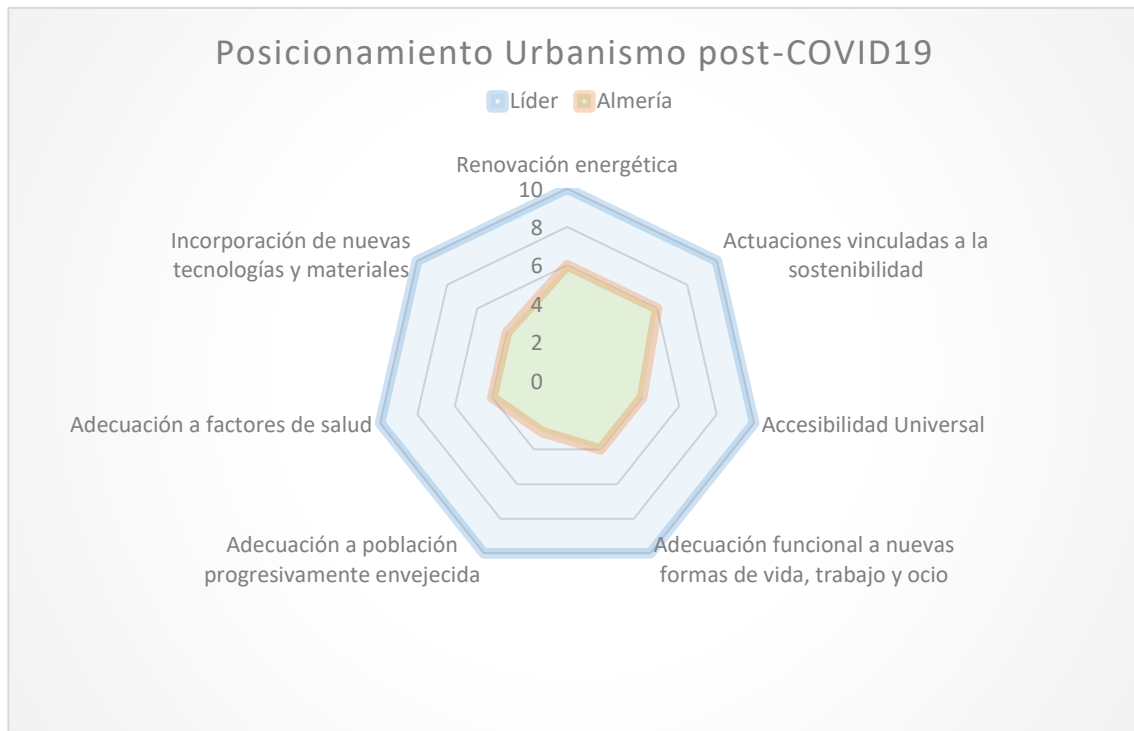 Posicionamiento Urbanismo post-COVID19
Líder
Almería
Renovación energética
10
8
6
4
2
0
Actuaciones vinculadas a la
sostenibilidad
Accesibilidad Universal
Adecuación funcional a nuevas
formas de vida, trabajo y ocio
Adecuación a población
progresivamente envejecida
Adecuación a factores de salud
Incorporación de nuevas
tecnologías y materiales